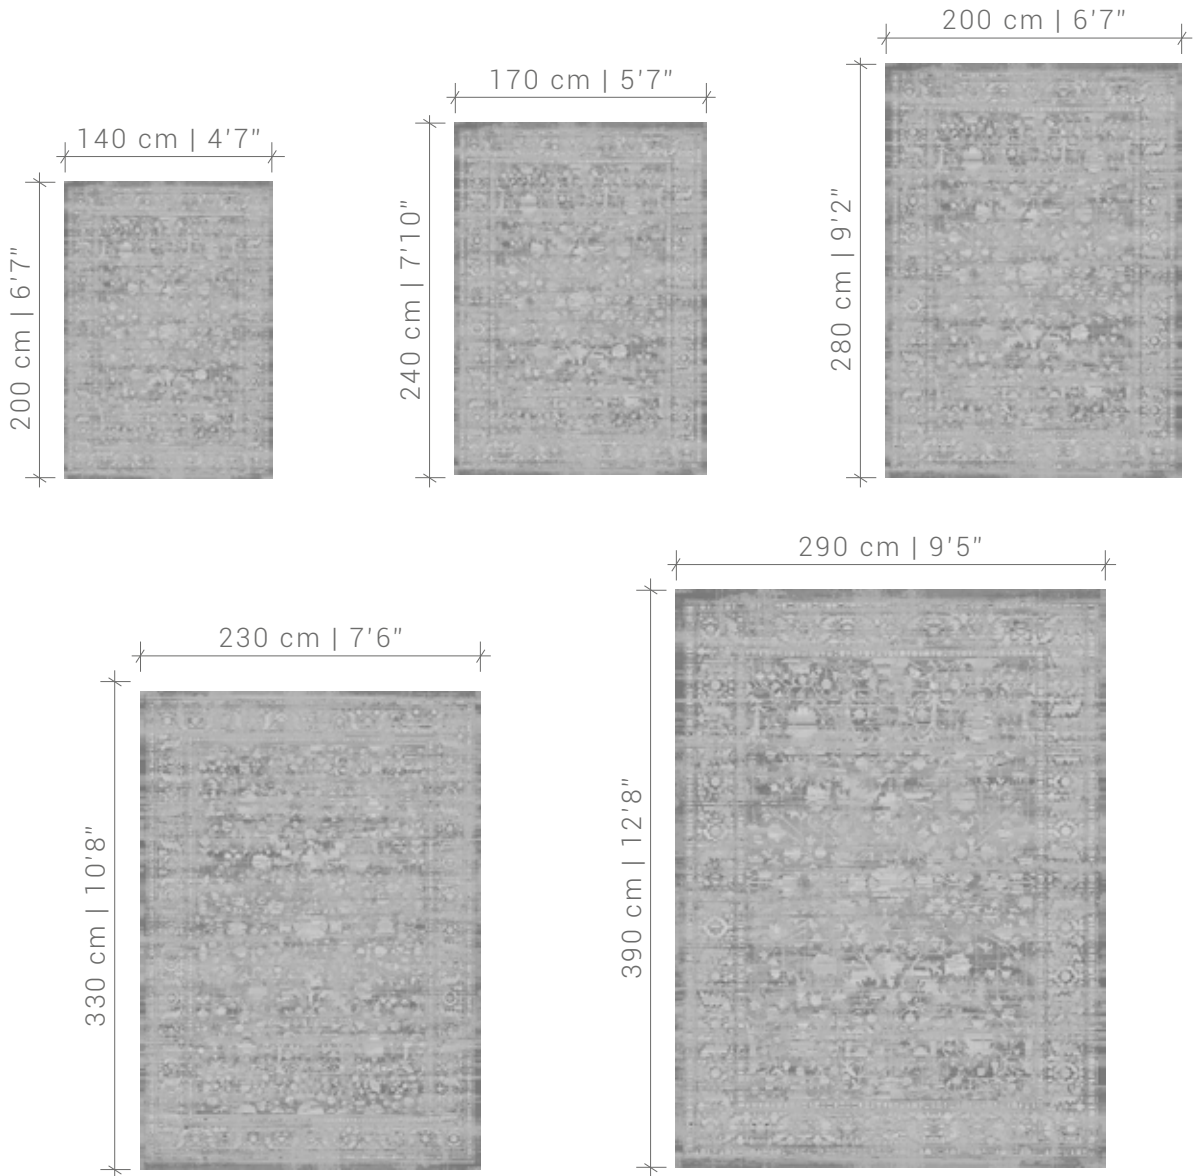 140 cm | 4'7"
200 cm | 6'7"
170 cm | 5'7"
240 cm | 7'10"
200 cm | 6'7"
280 cm | 9'2"
230 cm | 7'6"
330 cm | 10'8"
290 cm | 9'5"
390 cm | 12'8"